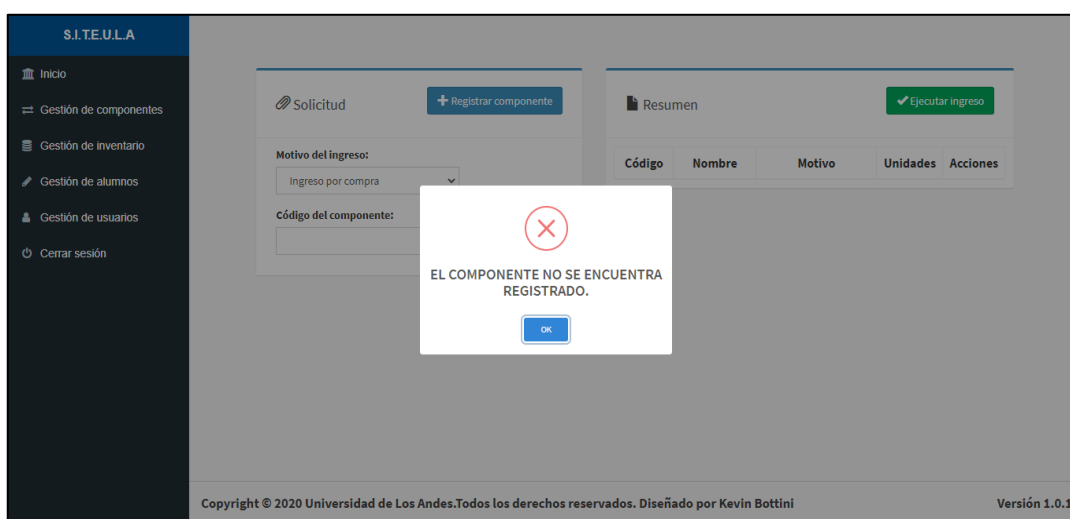 S.I.T.E.U.L.A
Inicio
Gestión de componentes
Gestión de inventario
Gestión de alumnos
Gestión de usuarios
Cerrar sesión
Solicitud
Registrar componente
Motivo del ingreso:
Ingreso por compra
Código del componente:
Resumen
Ejecutar ingreso
Código Nombre Motivo Unidades Acciones
EL COMPONENTE NO SE ENCUENTRA
REGISTRADO.
OK
Copyright © 2020 Universidad de Los Andes.Todos los derechos reservados. Diseñado por Kevin Bottini
Versión 1.0.1